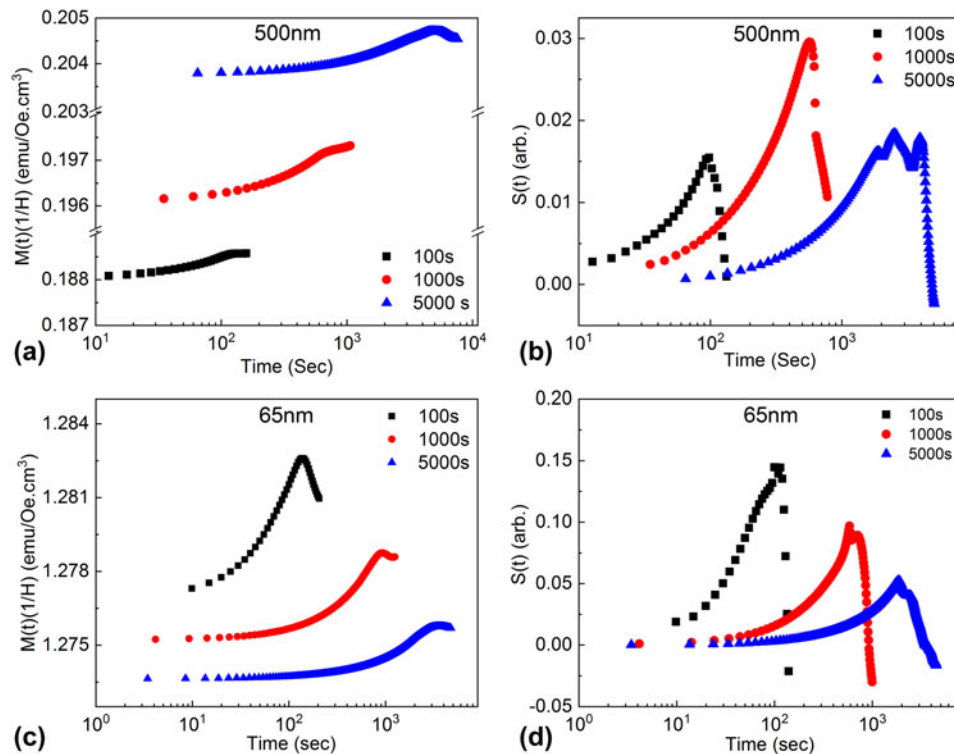 500nm
M(t)(1/H) (emu/Oe.cm³)
0.205
0.204
0.203
0.197
0.196
0.188
0.187
100s
1000s
5000 s
10¹ 10² 10³ 10⁴
(a)
Time (Sec)
500nm
S(t) (arb.)
0.03
0.02
0.01
0.00
100s
1000s
5000s
10¹ 10² 10³
(b)
Time (Sec)
65nm
M(t)(1/H) (emu/Oe.cm³)
1.284
1.281
1.278
1.275
100s
1000s
5000s
10⁰ 10¹ 10² 10³
(c)
Time (sec)
65nm
S(t) (arb.)
0.20
0.15
0.10
0.05
0.00
-0.05
100s
1000s
5000s
10⁰ 10¹ 10² 10³
(d)
Time (sec)